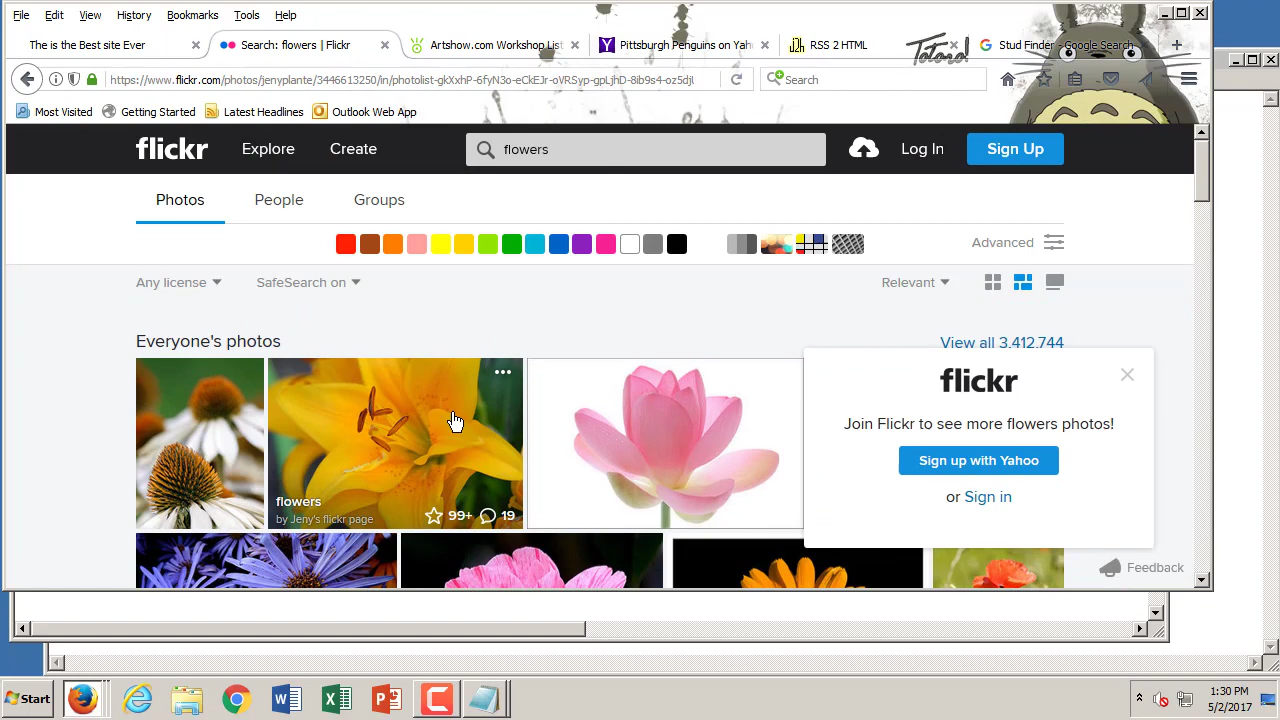 File Edit View History Bookmarks Tools Help
The is the Best site Ever Search: flowers | Flickr Artshow.com Workshop List Pittsburgh Penguins on Yah RSS 2 HTML Totoro! Stud Finder - Google Search
https://www.flickr.com/photos/jenyplante/3446613250/in/photolist-gkXxhP-6fyN3o-eCkEJr-oVRSyp-gpLjhD-8ib9s4-oz5djl Search
Most Visited Getting Started Latest Headlines Outlook Web App
flickr Explore Create flowers Log In Sign Up
Photos People Groups
Advanced
Any license SafeSearch on Relevant
Everyone's photos View all 3,412,744
flickr
Join Flickr to see more flowers photos!
Sign up with Yahoo
or Sign in
flowers
by Jeny's flickr page 99+ 19
Feedback
Start 1:30 PM
5/2/2017